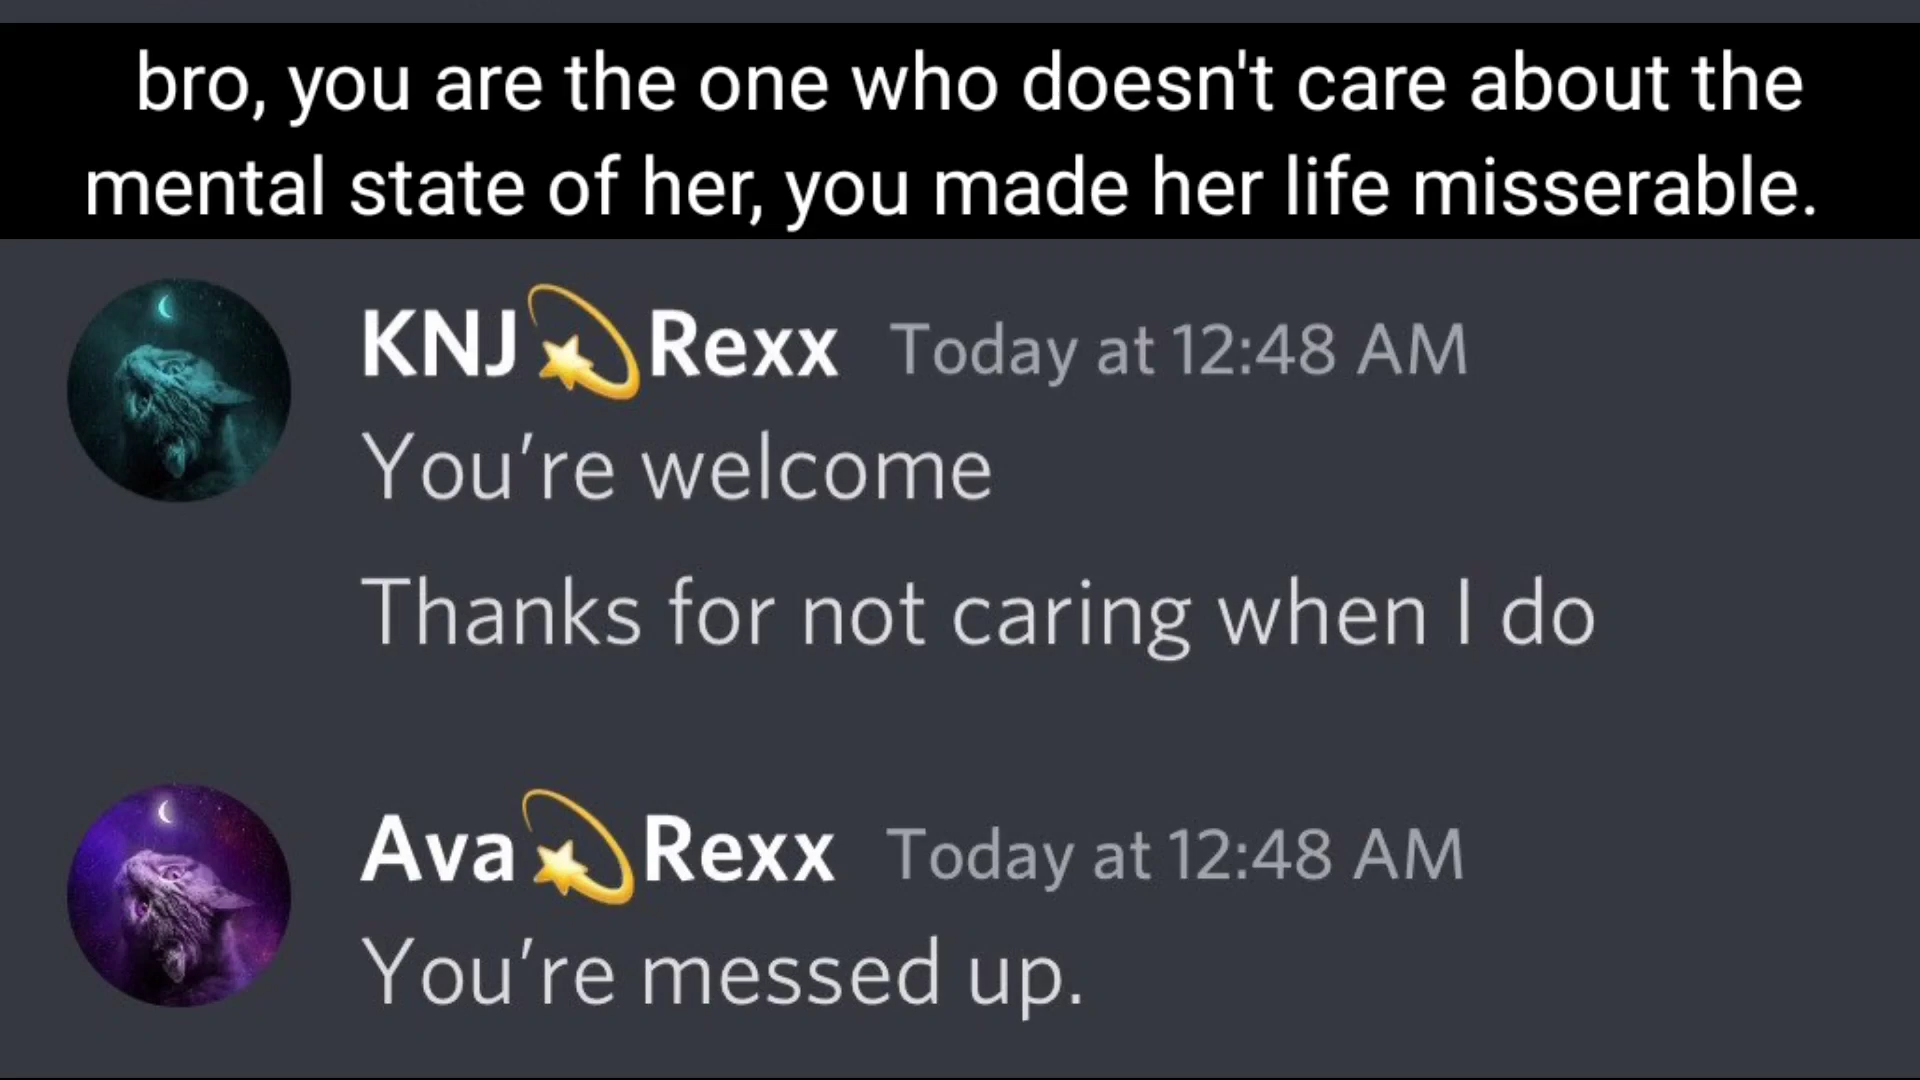 bro, you are the one who doesn't care about the
mental state of her, you made her life misserable.
KNJ💫Rexx Today at 12:48 AM
You’re welcome
Thanks for not caring when I do
Ava💫Rexx Today at 12:48 AM
You’re messed up.